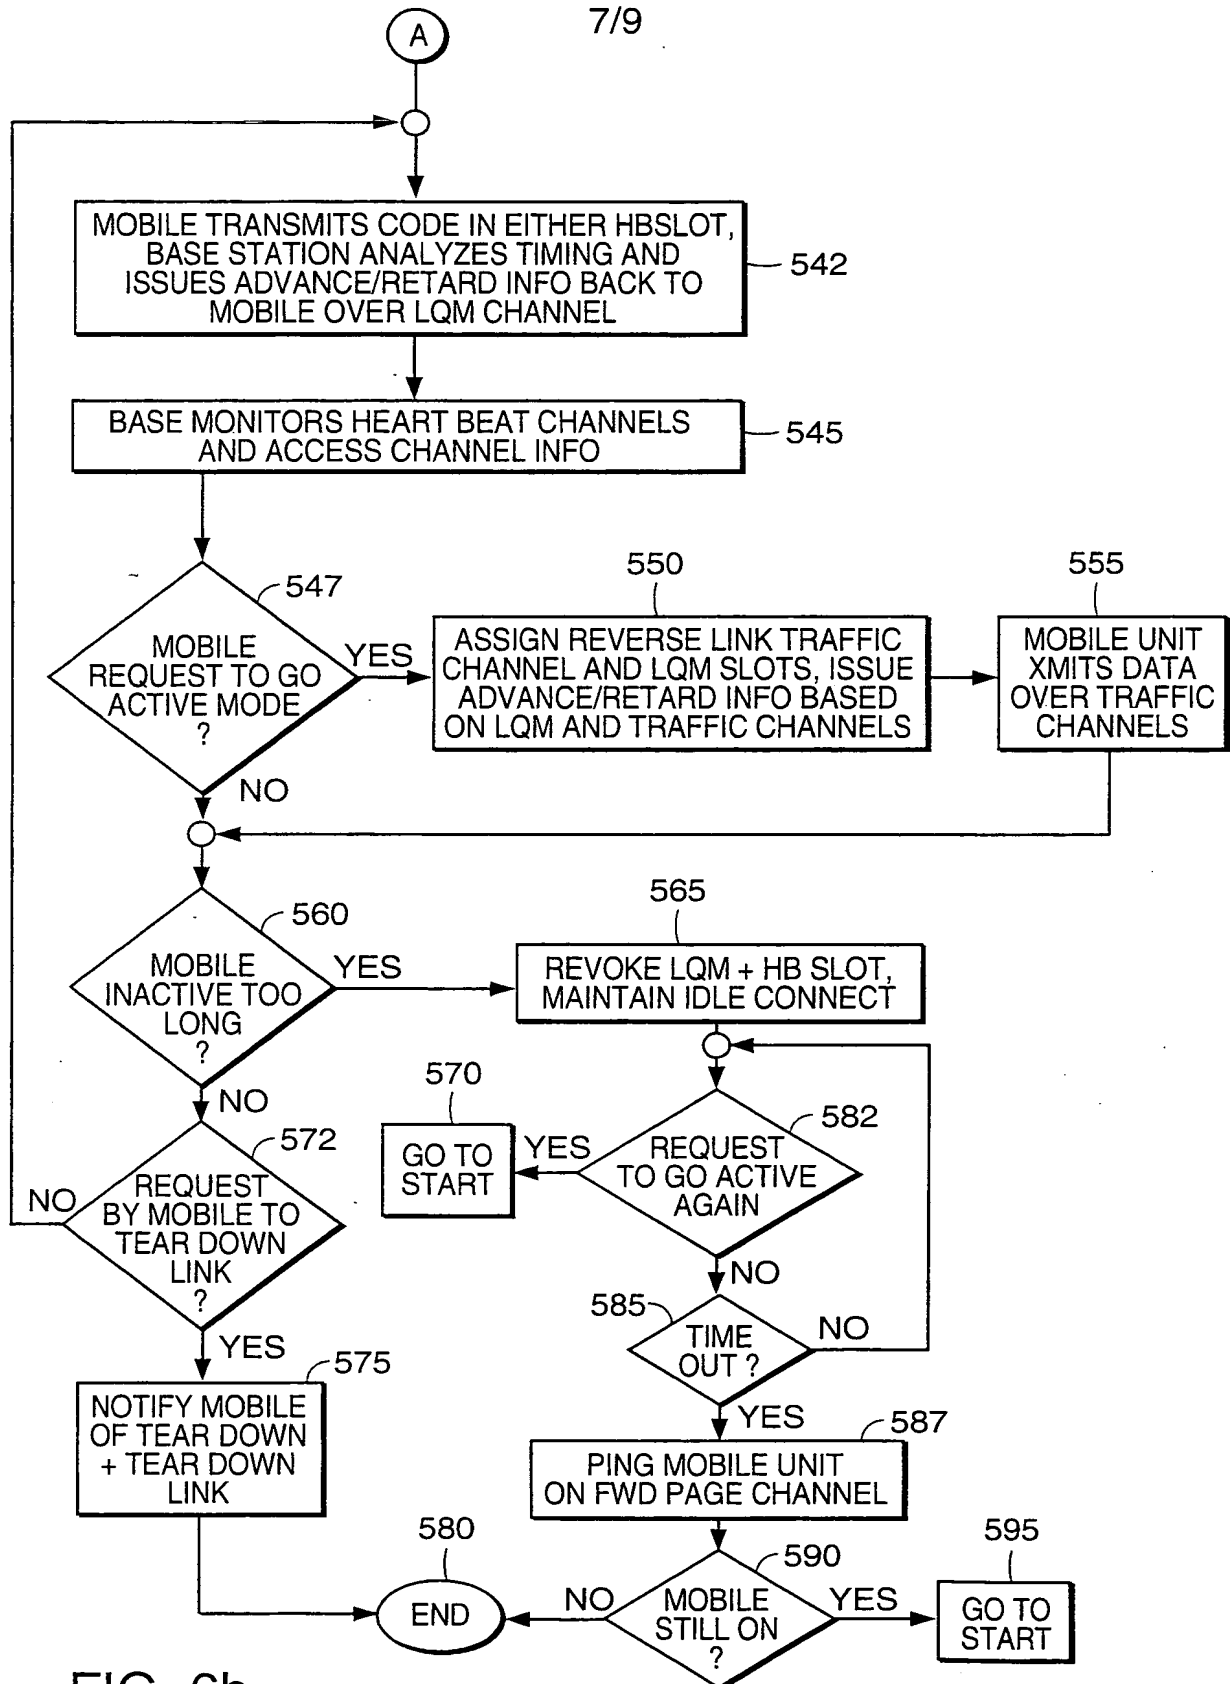 7/9
A
MOBILE TRANSMITS CODE IN EITHER HBSLOT,
BASE STATION ANALYZES TIMING AND
ISSUES ADVANCE/RETARD INFO BACK TO
MOBILE OVER LQM CHANNEL
542
BASE MONITORS HEART BEAT CHANNELS
AND ACCESS CHANNEL INFO
545
547
MOBILE
REQUEST TO GO
ACTIVE MODE
?
YES
NO
550
ASSIGN REVERSE LINK TRAFFIC
CHANNEL AND LQM SLOTS, ISSUE
ADVANCE/RETARD INFO BASED
ON LQM AND TRAFFIC CHANNELS
555
MOBILE UNIT
XMITS DATA
OVER TRAFFIC
CHANNELS
560
MOBILE
INACTIVE TOO
LONG
?
YES
NO
565
REVOKE LQM + HB SLOT,
MAINTAIN IDLE CONNECT
570
GO TO
START
582
REQUEST
TO GO ACTIVE
AGAIN
YES
NO
572
REQUEST
BY MOBILE TO
TEAR DOWN
LINK
?
NO
YES
585
TIME
OUT ?
NO
YES
575
NOTIFY MOBILE
OF TEAR DOWN
+ TEAR DOWN
LINK
587
PING MOBILE UNIT
ON FWD PAGE CHANNEL
580
END
590
MOBILE
STILL ON
?
NO
YES
595
GO TO
START
FIG. 6b